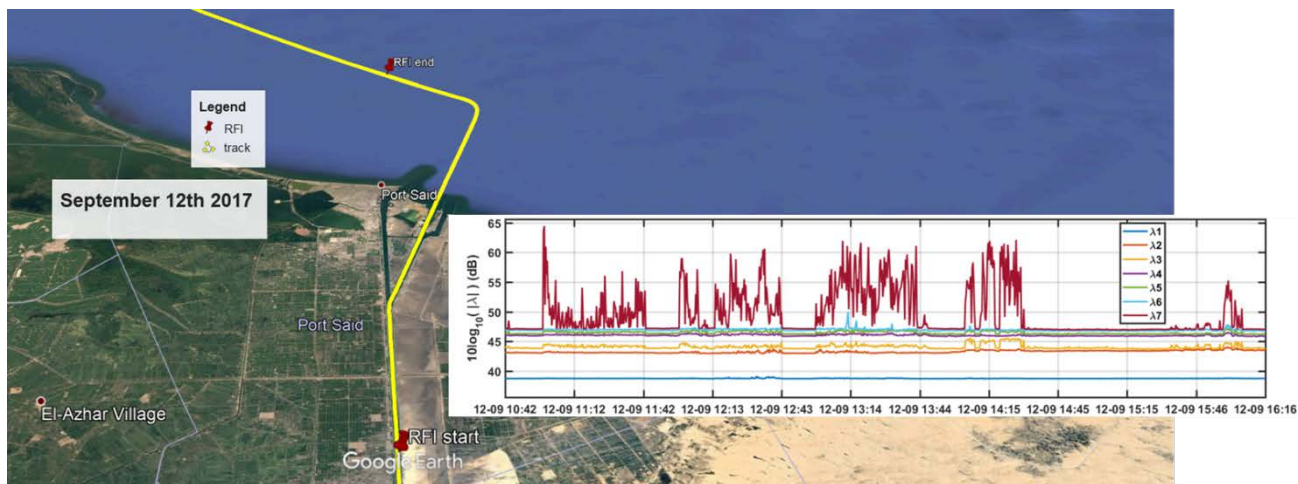 RFI end
Legend
RFI
track
September 12th 2017
Port Said
Port Said
El-Azhar Village
RFI start
Google Earth
10log10(|λ|) (dB)
65
60
55
50
45
40
λ1
λ2
λ3
λ4
λ5
λ6
λ7
12-09 10:42 12-09 11:12 12-09 11:42 12-09 12:13 12-09 12:43 12-09 13:14 12-09 13:44 12-09 14:15 12-09 14:45 12-09 15:15 12-09 15:46 12-09 16:16